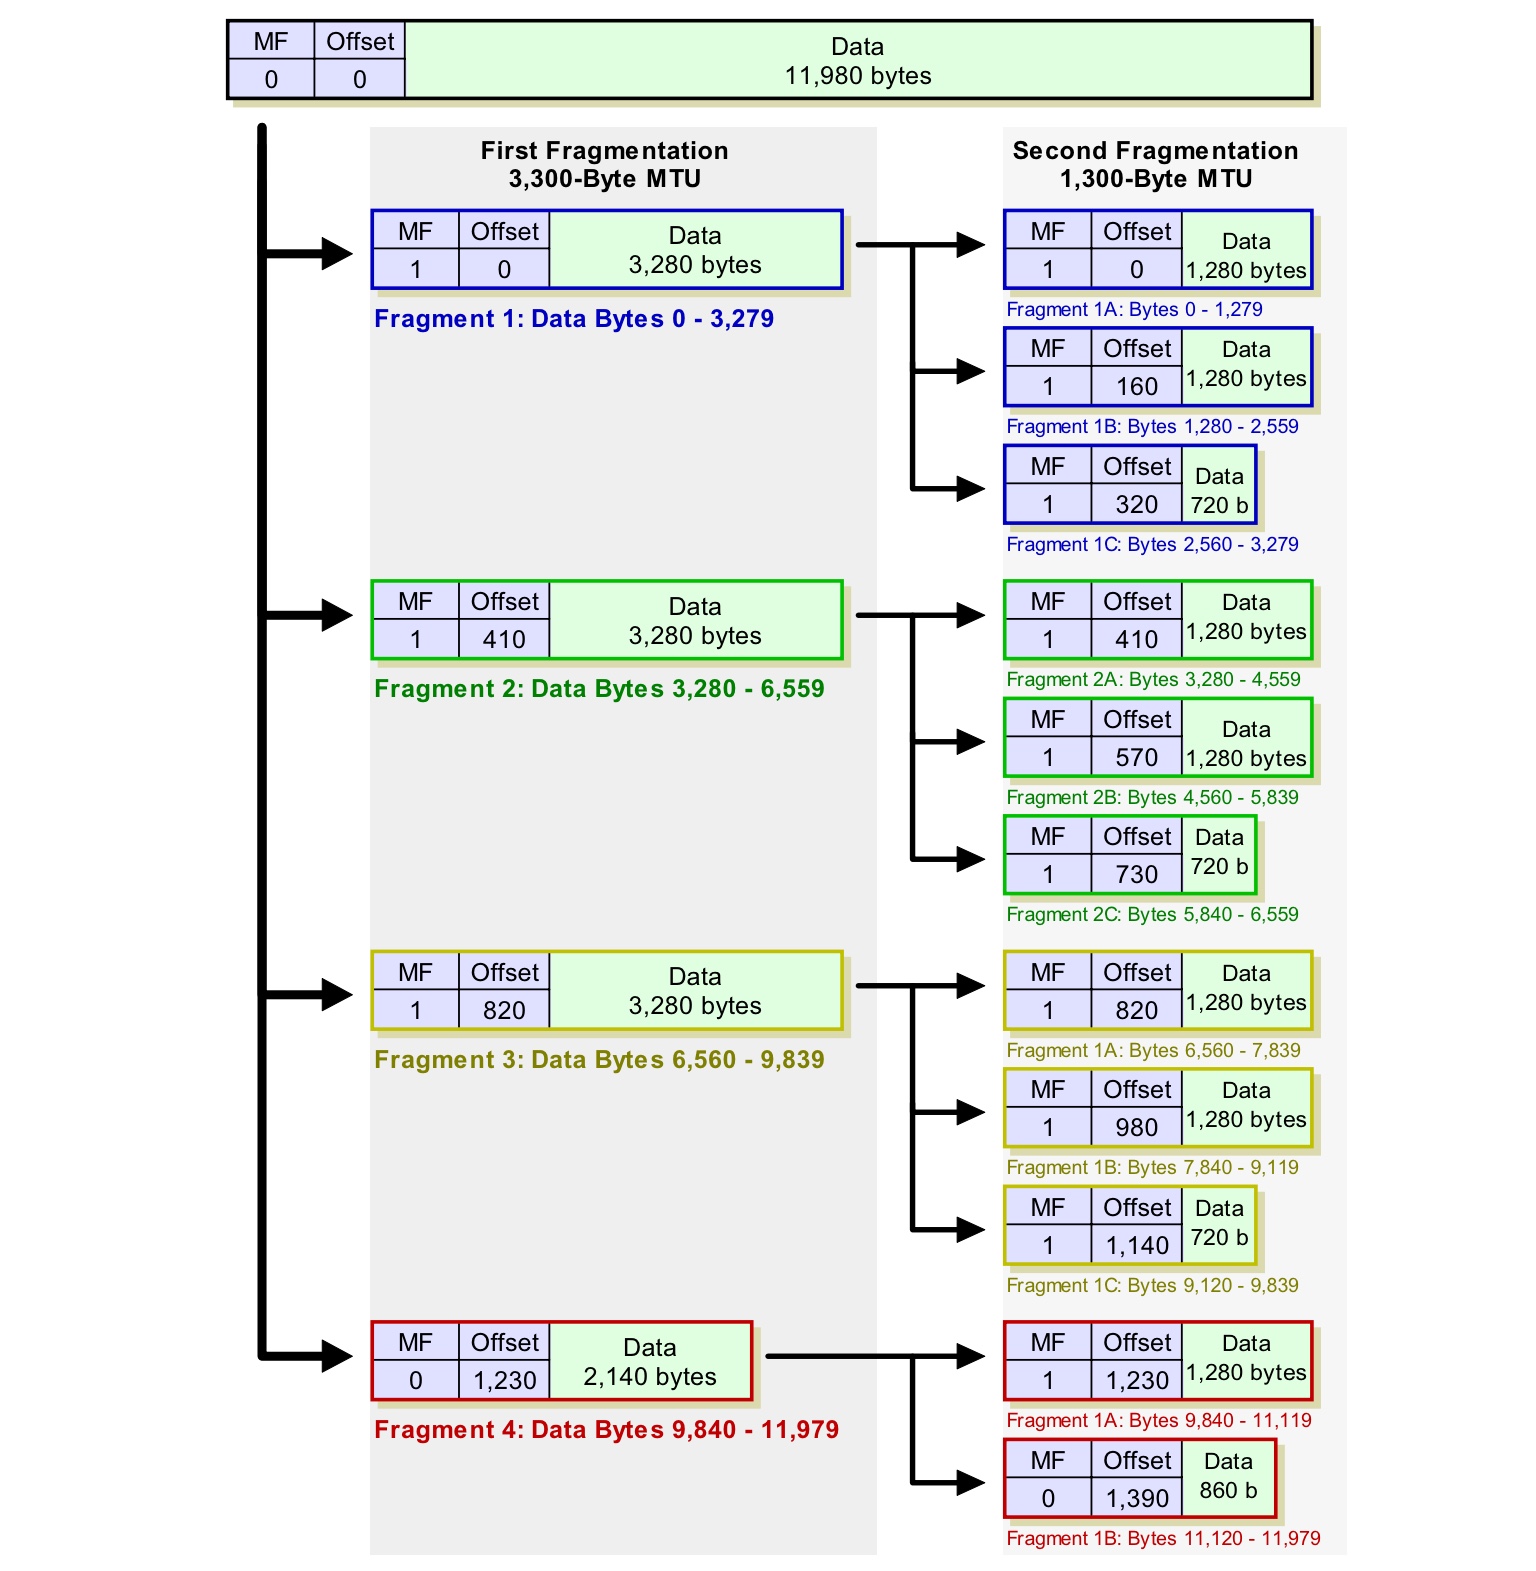 MF Offset Data
0 0 11,980 bytes
First Fragmentation
3,300-Byte MTU
Second Fragmentation
1,300-Byte MTU
MF Offset Data
1 0 3,280 bytes
Fragment 1: Data Bytes 0 - 3,279
MF Offset Data
1 0 1,280 bytes
Fragment 1A: Bytes 0 - 1,279
MF Offset Data
1 160 1,280 bytes
Fragment 1B: Bytes 1,280 - 2,559
MF Offset Data
1 320 720 b
Fragment 1C: Bytes 2,560 - 3,279
MF Offset Data
1 410 3,280 bytes
Fragment 2: Data Bytes 3,280 - 6,559
MF Offset Data
1 410 1,280 bytes
Fragment 2A: Bytes 3,280 - 4,559
MF Offset Data
1 570 1,280 bytes
Fragment 2B: Bytes 4,560 - 5,839
MF Offset Data
1 730 720 b
Fragment 2C: Bytes 5,840 - 6,559
MF Offset Data
1 820 3,280 bytes
Fragment 3: Data Bytes 6,560 - 9,839
MF Offset Data
1 820 1,280 bytes
Fragment 1A: Bytes 6,560 - 7,839
MF Offset Data
1 980 1,280 bytes
Fragment 1B: Bytes 7,840 - 9,119
MF Offset Data
1 1,140 720 b
Fragment 1C: Bytes 9,120 - 9,839
MF Offset Data
0 1,230 2,140 bytes
Fragment 4: Data Bytes 9,840 - 11,979
MF Offset Data
1 1,230 1,280 bytes
Fragment 1A: Bytes 9,840 - 11,119
MF Offset Data
0 1,390 860 b
Fragment 1B: Bytes 11,120 - 11,979